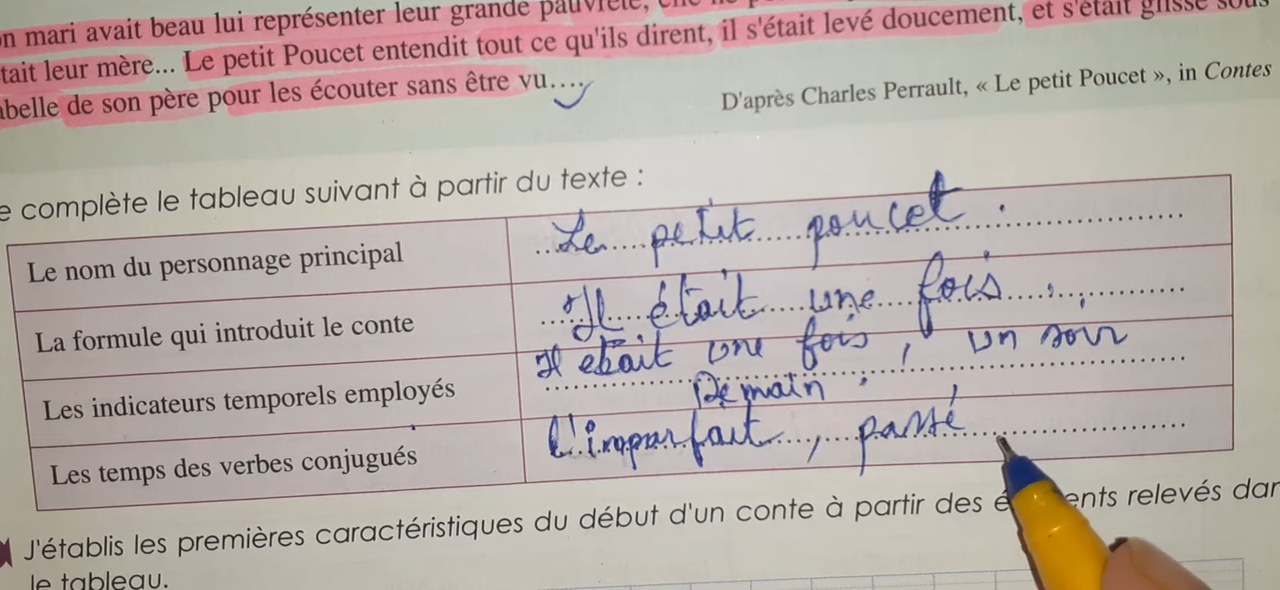 n mari avait beau lui représenter leur grande pauvreté,
tait leur mère... Le petit Poucet entendit tout ce qu'ils dirent, il s'était levé doucement, et s'était glissé sous
abelle de son père pour les écouter sans être vu....
D'après Charles Perrault, « Le petit Poucet », in Contes
e complète le tableau suivant à partir du texte :
Le nom du personnage principal
Le petit poucet.
La formule qui introduit le conte
Il était une fois
Les indicateurs temporels employés
Il était une fois, un soir,
Demain.
Les temps des verbes conjugués
l'imparfait, passé
J'établis les premières caractéristiques du début d'un conte à partir des relevés dan
le tableau.